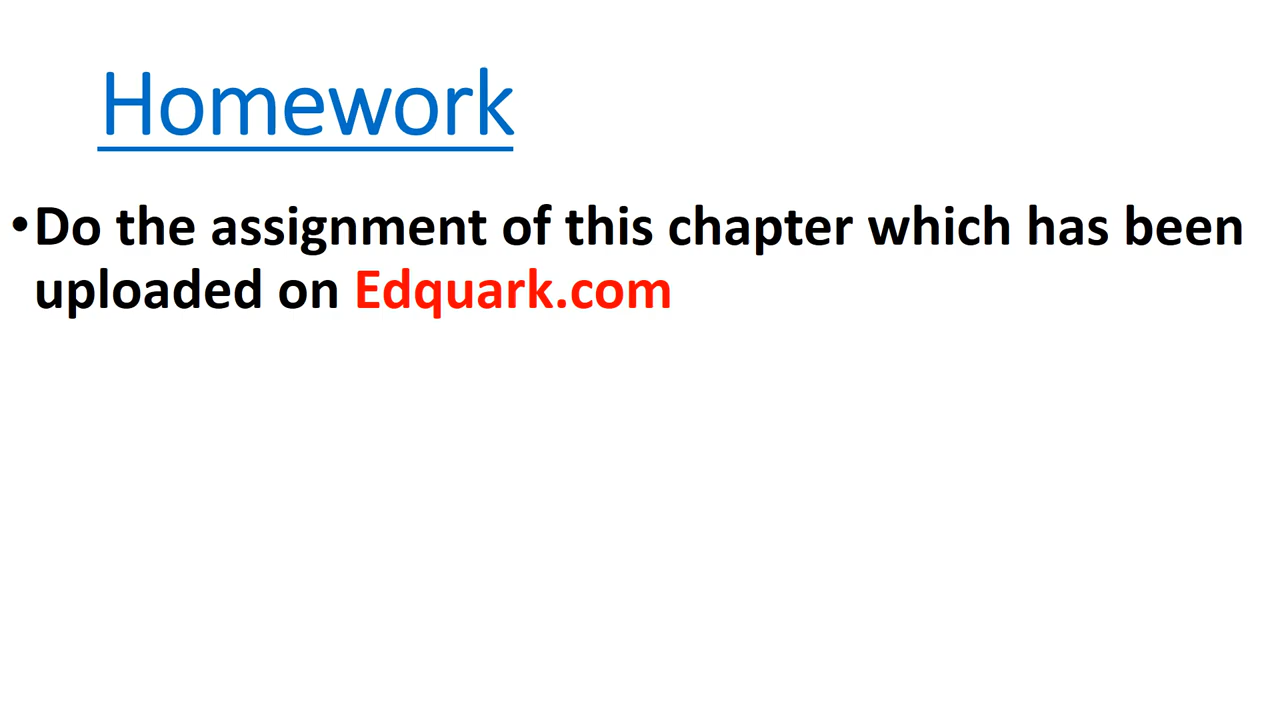 Homework
•Do the assignment of this chapter which has been
uploaded on Edquark.com